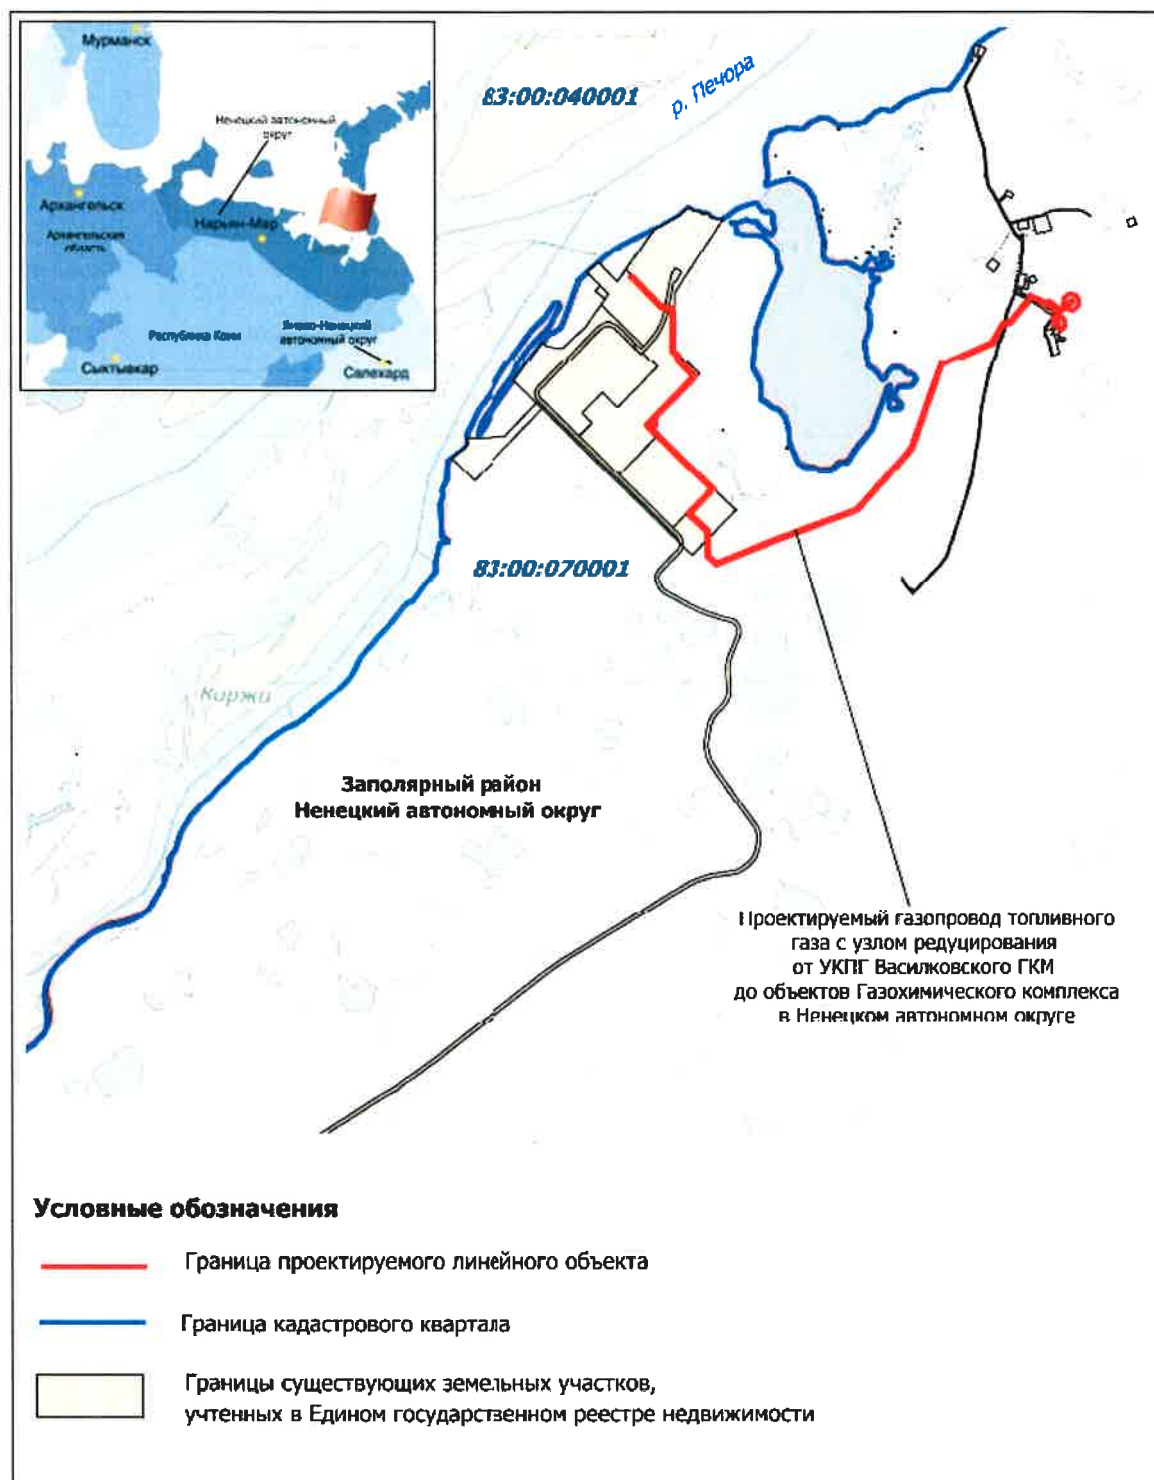 Мурманск
Ненецкий автономный
округ
Архангельск
Нарьян-Мар
Архангельская
область
Республика Коми
Ямало-Ненецкий
автономный округ
Сыктывкар
Салехард
83:00:040001
р. Печора
83:00:070001
Киржи
Заполярный район
Ненецкий автономный округ
Проектируемый газопровод топливного
газа с узлом редуцирования
от УКПГ Василковского ГКМ
до объектов Газохимического комплекса
в Ненецком автономном округе
Условные обозначения
Граница проектируемого линейного объекта
Граница кадастрового квартала
Границы существующих земельных участков,
учтенных в Едином государственном реестре недвижимости